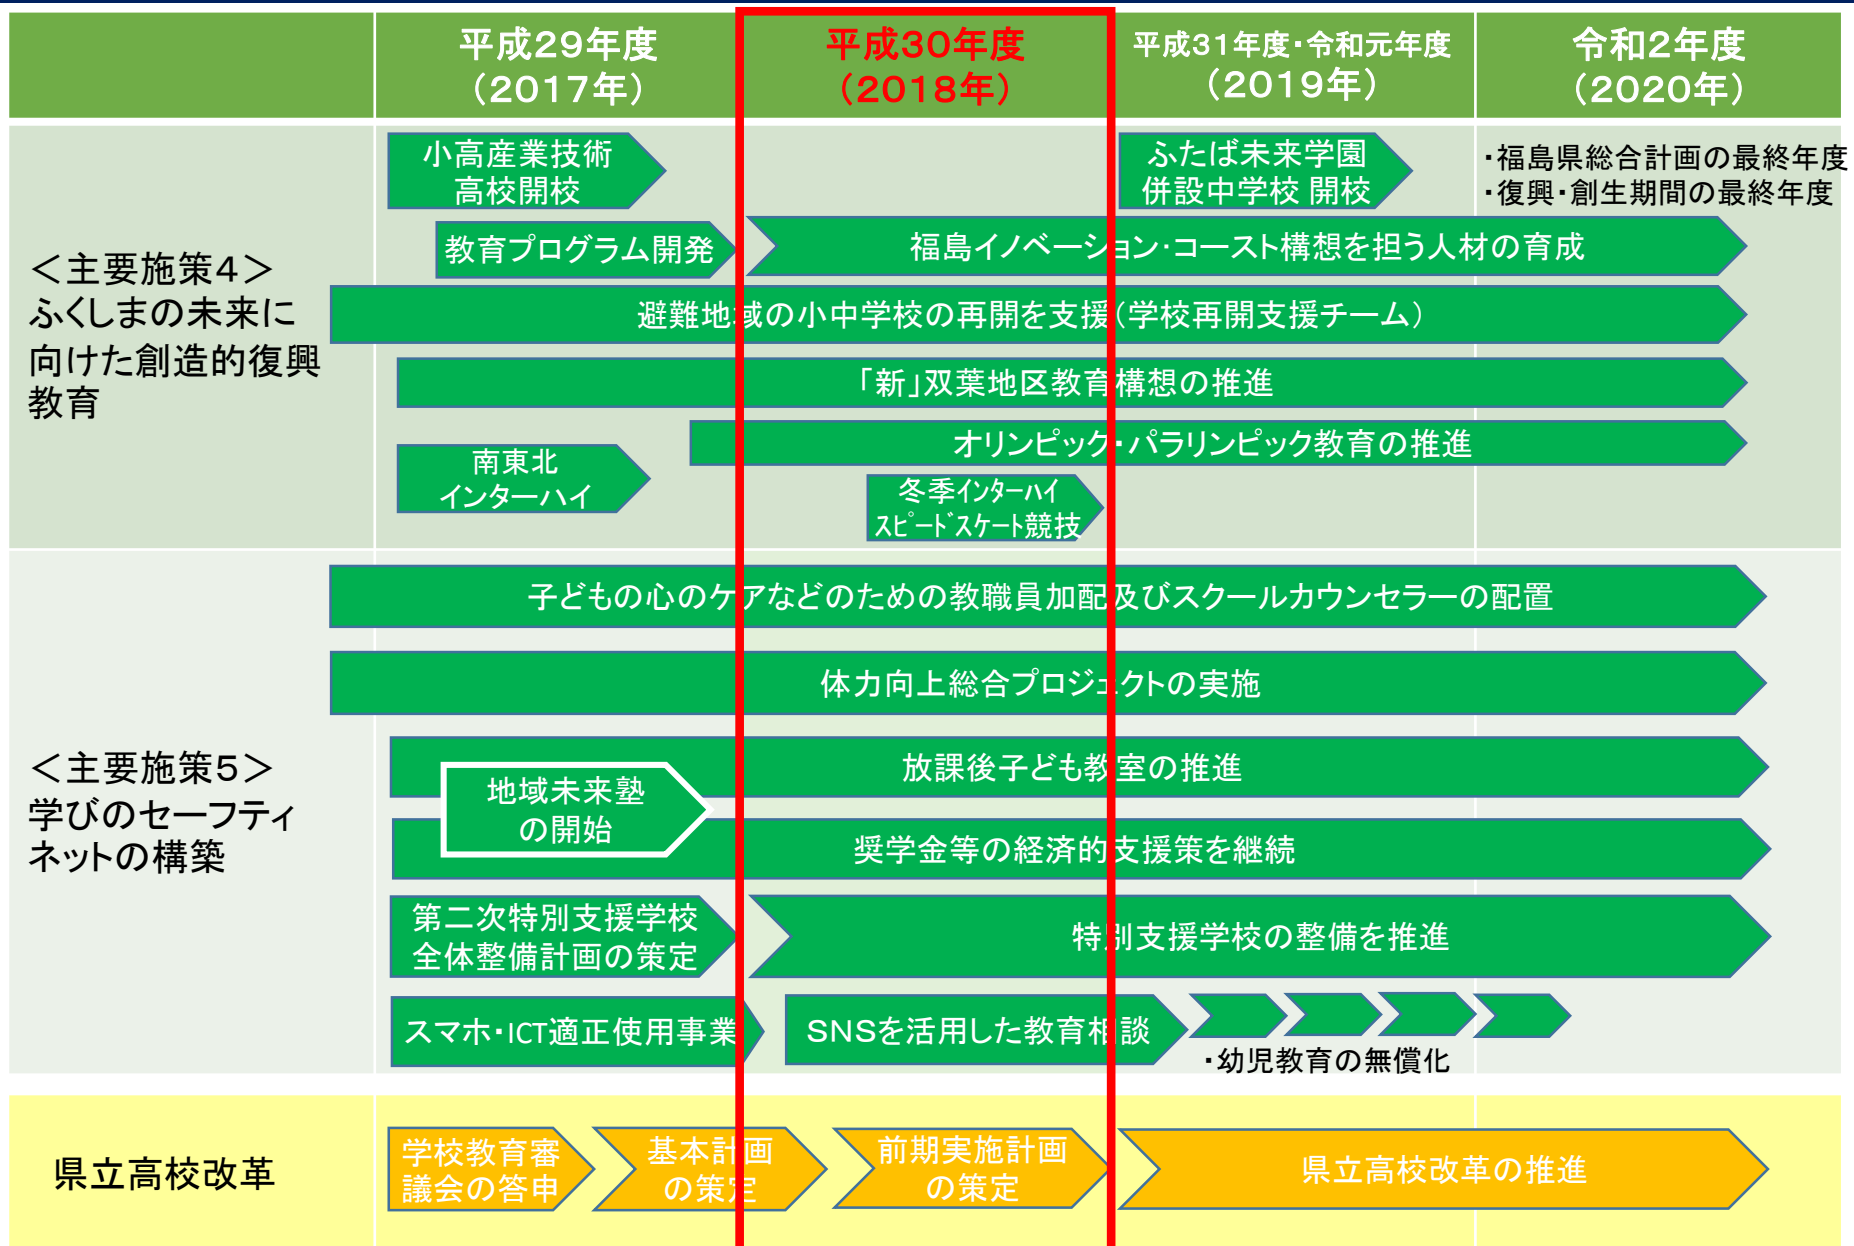 平成29年度
（2017年）
平成30年度
（2018年）
平成31年度・令和元年度
（2019年）
令和2年度
（2020年）
＜主要施策4＞
ふくしまの未来に
向けた創造的復興
教育
小高産業技術
高校開校
ふたば未来学園
併設中学校 開校
・福島県総合計画の最終年度
・復興・創生期間の最終年度
教育プログラム開発
福島イノベーション・コースト構想を担う人材の育成
避難地域の小中学校の再開を支援（学校再開支援チーム）
「新」双葉地区教育構想の推進
オリンピック・パラリンピック教育の推進
南東北
インターハイ
冬季ｲﾝﾀｰﾊｲ
ｽﾋﾟｰﾄﾞｽｹｰﾄ競技
＜主要施策5＞
学びのセーフティ
ネットの構築
子どもの心のケアなどのための教職員加配及びスクールカウンセラーの配置
体力向上総合プロジェクトの実施
放課後子ども教室の推進
地域未来塾
の開始
奨学金等の経済的支援策を継続
第二次特別支援学校
全体整備計画の策定
特別支援学校の整備を推進
スマホ・ICT適正使用事業
SNSを活用した教育相談
・幼児教育の無償化
県立高校改革
学校教育審
議会の答申
基本計画
の策定
前期実施計画
の策定
県立高校改革の推進